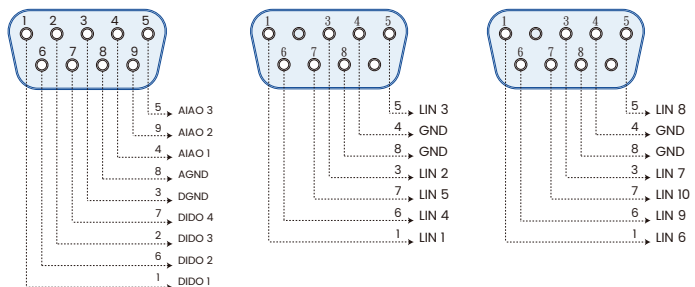 1 2 3 4 5
6 7 8 9
5 AIAO 3
9 AIAO 2
4 AIAO 1
8 AGND
3 DGND
7 DIDO 4
2 DIDO 3
6 DIDO 2
1 DIDO 1
1 3 4 5
6 7 8
5 LIN 3
4 GND
8 GND
3 LIN 2
7 LIN 5
6 LIN 4
1 LIN 1
1 3 4 5
6 7 8
5 LIN 8
4 GND
8 GND
3 LIN 7
7 LIN 10
6 LIN 9
1 LIN 6